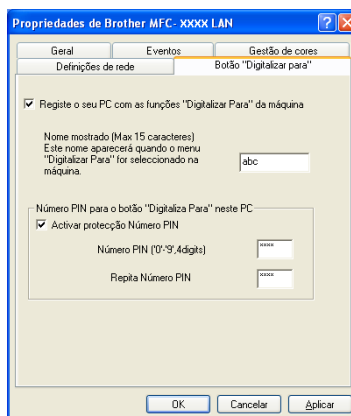 Propriedades de Brother MFC- XXXX LAN
Geral Eventos Gestão de cores
Definições de rede Botão "Digitalizar para"
Registe o seu PC com as funções "Digitalizar Para" da máquina
Nome mostrado (Max 15 caracteres)
Este nome aparecerá quando o menu
"Digitalizar Para" for seleccionado na
máquina.
abc
Número PIN para o botão "Digitaliza Para" neste PC
Activar protecção Número PIN
Número PIN ('0'-'9',4digits) xxxx
Repita Número PIN xxxx
OK Cancelar Aplicar